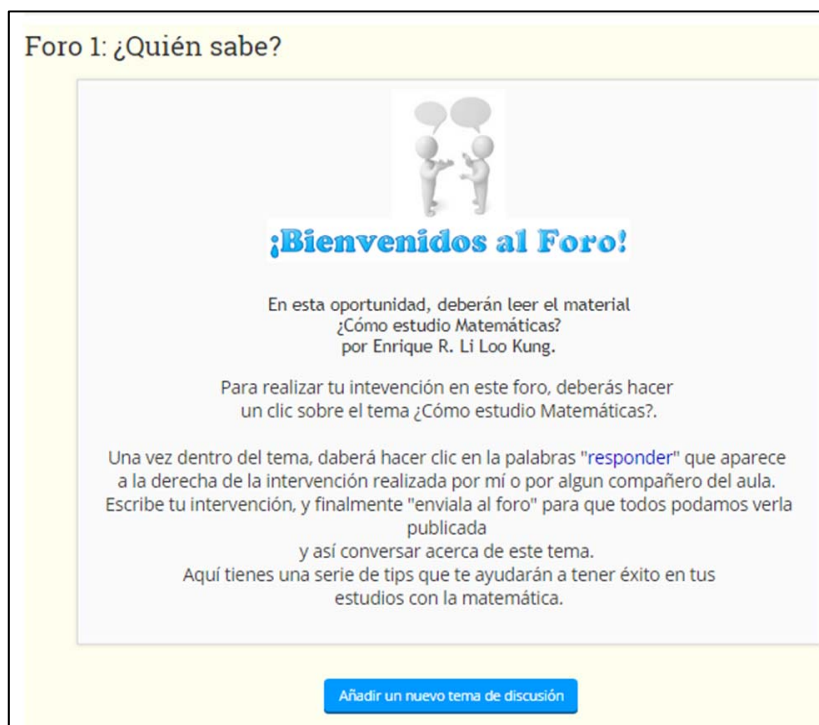 Foro 1: ¿Quién sabe?
¡Bienvenidos al Foro!
En esta oportunidad, deberán leer el material
¿Cómo estudio Matemáticas?
por Enrique R. Li Loo Kung.
Para realizar tu intevención en este foro, deberás hacer
un clic sobre el tema ¿Cómo estudio Matemáticas?.
Una vez dentro del tema, daberá hacer clic en la palabras "responder" que aparece
a la derecha de la intervención realizada por mí o por algun compañero del aula.
Escribe tu intervención, y finalmente "enviala al foro" para que todos podamos verla
publicada
y así conversar acerca de este tema.
Aquí tienes una serie de tips que te ayudarán a tener éxito en tus
estudios con la matemática.
Añadir un nuevo tema de discusión